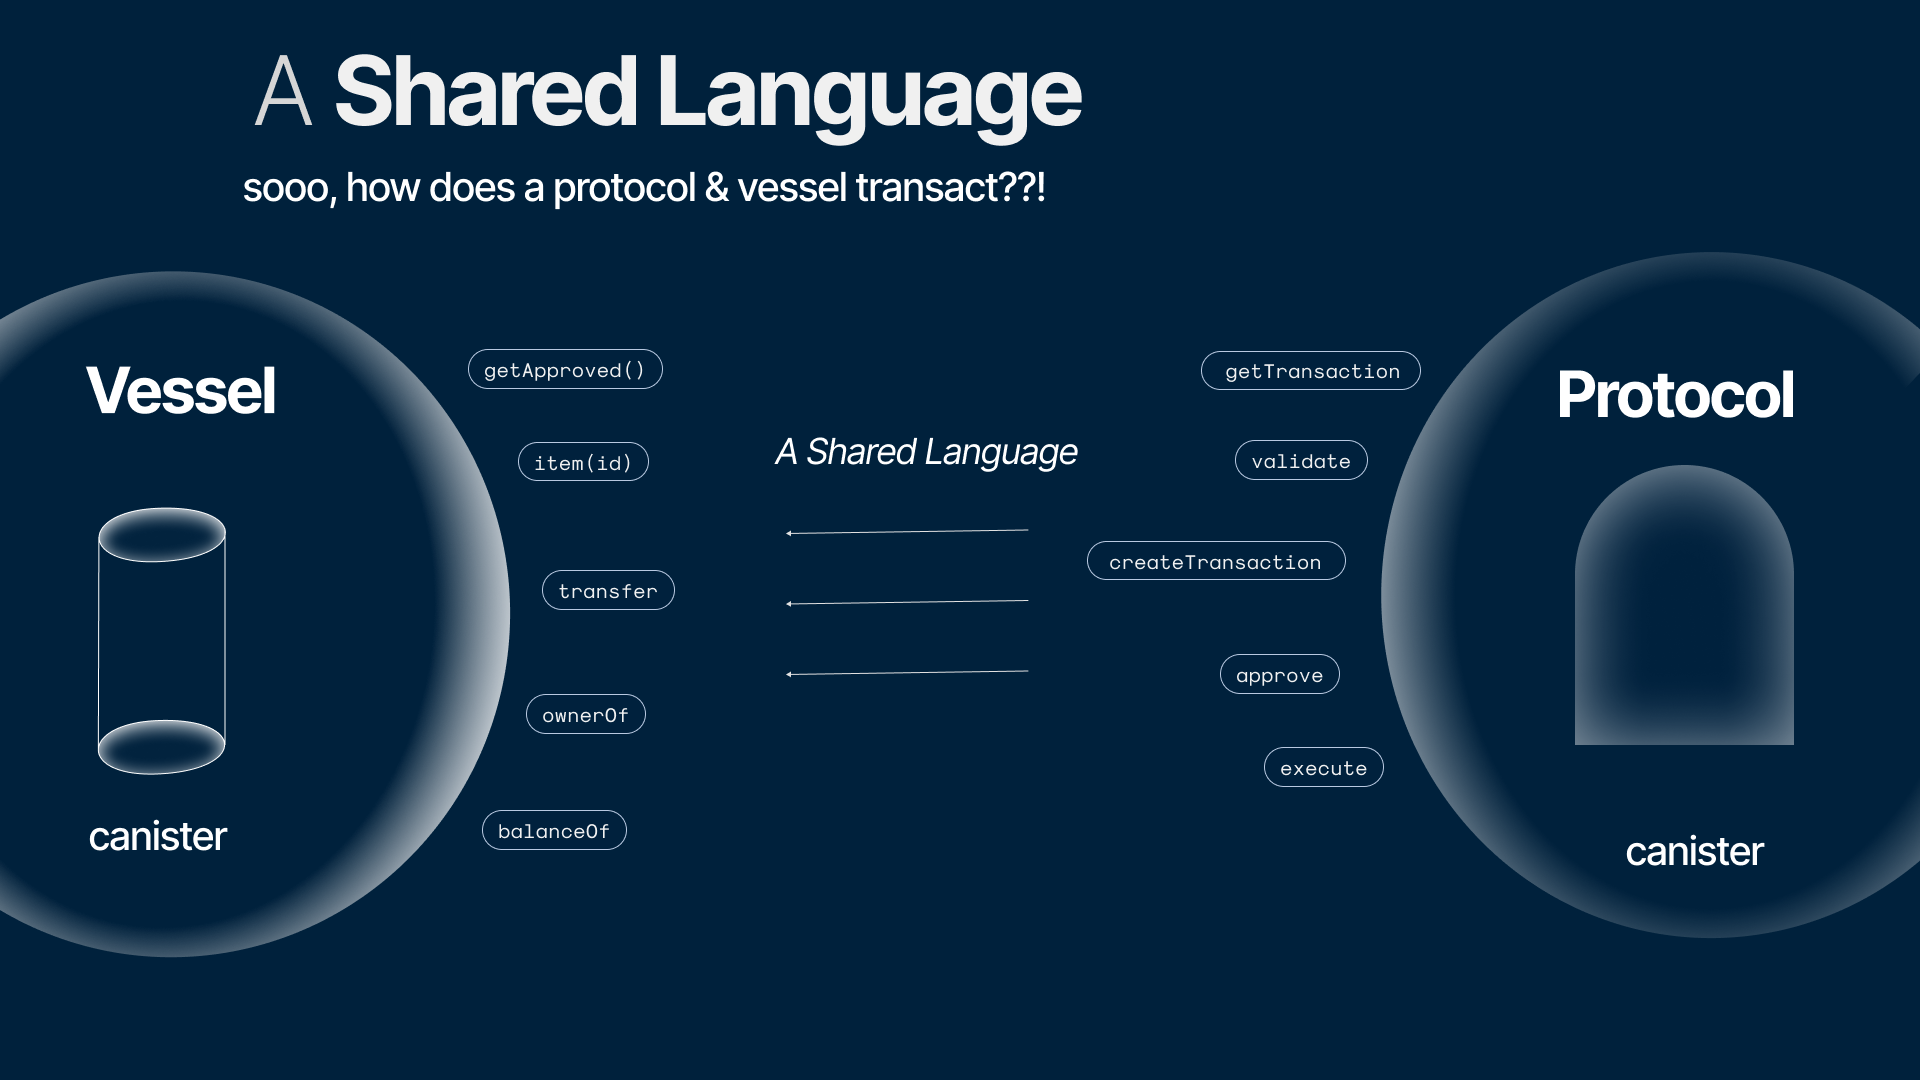 A Shared Language
sooo, how does a protocol & vessel transact??!
Vessel
canister
getApproved()
item(id)
transfer
ownerOf
balanceOf
A Shared Language
getTransaction
validate
createTransaction
approve
execute
Protocol
canister